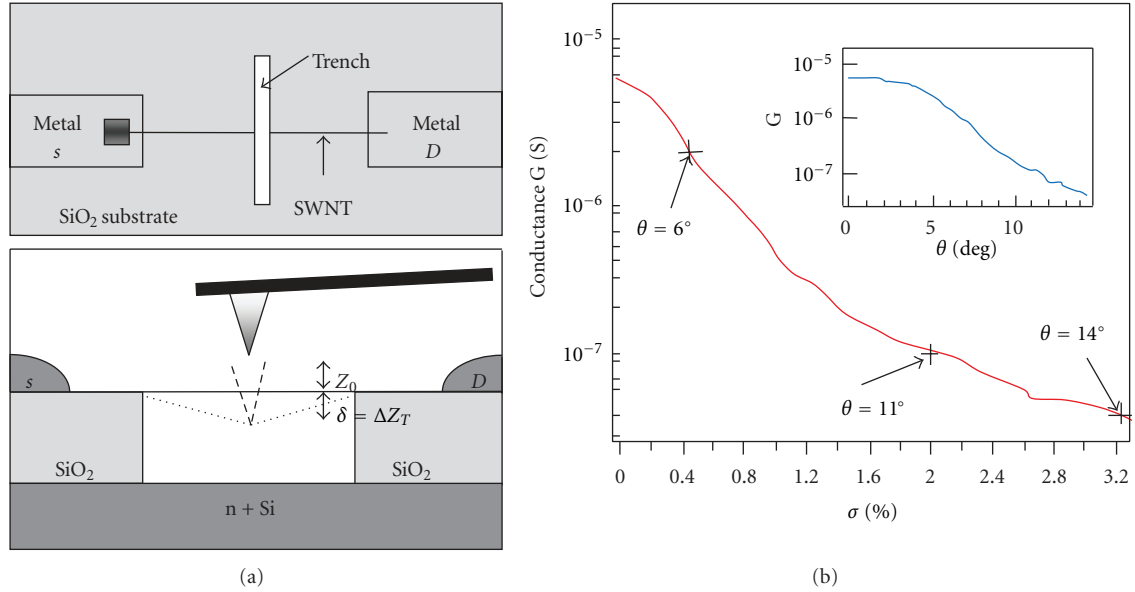 Trench
Metal
s
Metal
D
SWNT
SiO₂ substrate
s
D
Z₀
δ = ΔZ_T
SiO₂
SiO₂
n + Si
(a)
Conductance G (S)
10⁻⁵
10⁻⁶
10⁻⁷
θ = 6°
θ = 11°
θ = 14°
0 0.4 0.8 1.2 1.6 2 2.4 2.8 3.2
σ (%)
G
10⁻⁵
10⁻⁶
10⁻⁷
0 5 10
θ (deg)
(b)